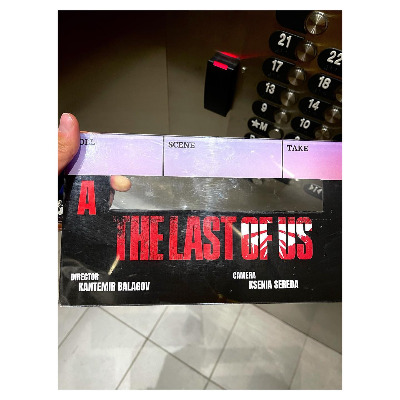 21
22
17
18
13
14
9
★M
10
OLL SCENE TAKE
A
THE LAST OF US
DIRECTOR
KANTEMIR BALAGOV
CAMERA
KSENIA SEREDA